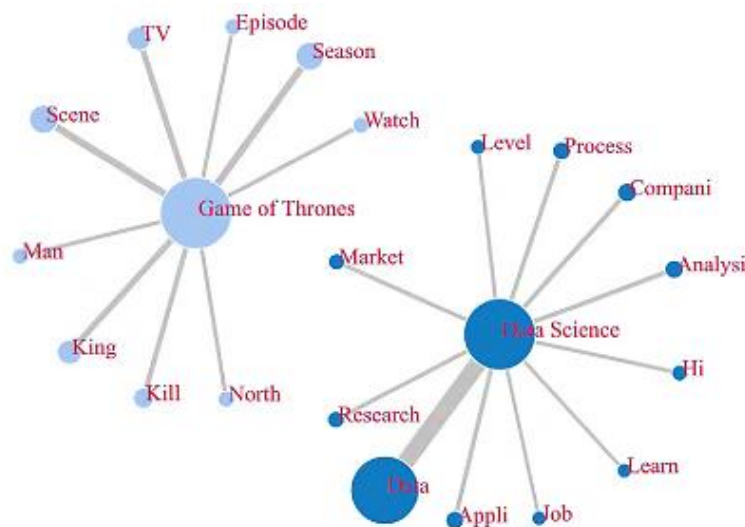 TV
Episode
Season
Scene
Watch
Game of Thrones
Man
King
Kill
North
Level
Process
Compani
Market
Analysi
Data Science
Hi
Research
Learn
Data
Appli
Job